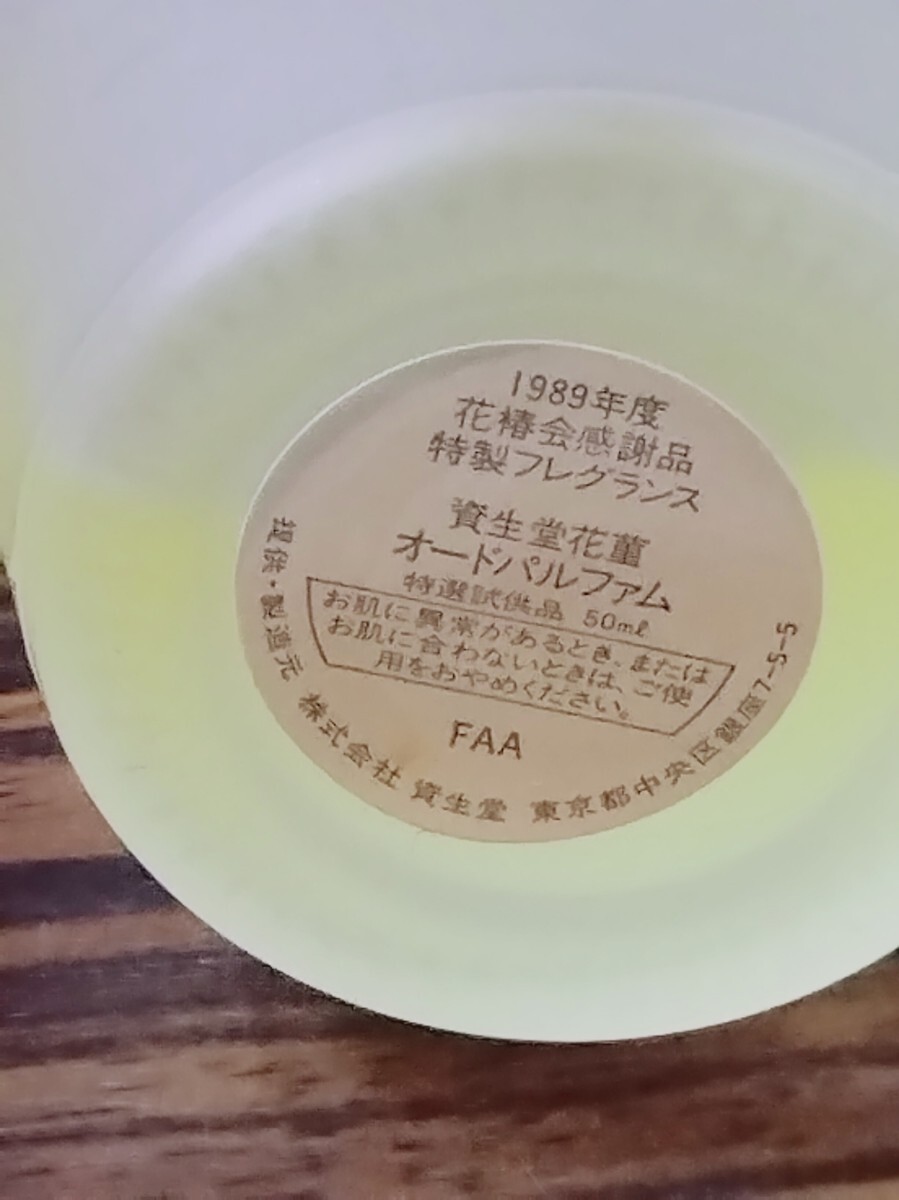 1989年度
花椿会感謝品
特製フレグランス
資生堂花菫
オードパルファム
特選試供品 50ml
お肌に異常があるとき、または
お肌に合わないときは、ご使
用をおやめください。
FAA
提供・製造元 株式会社 資生堂 東京都中央区銀座7-5-5